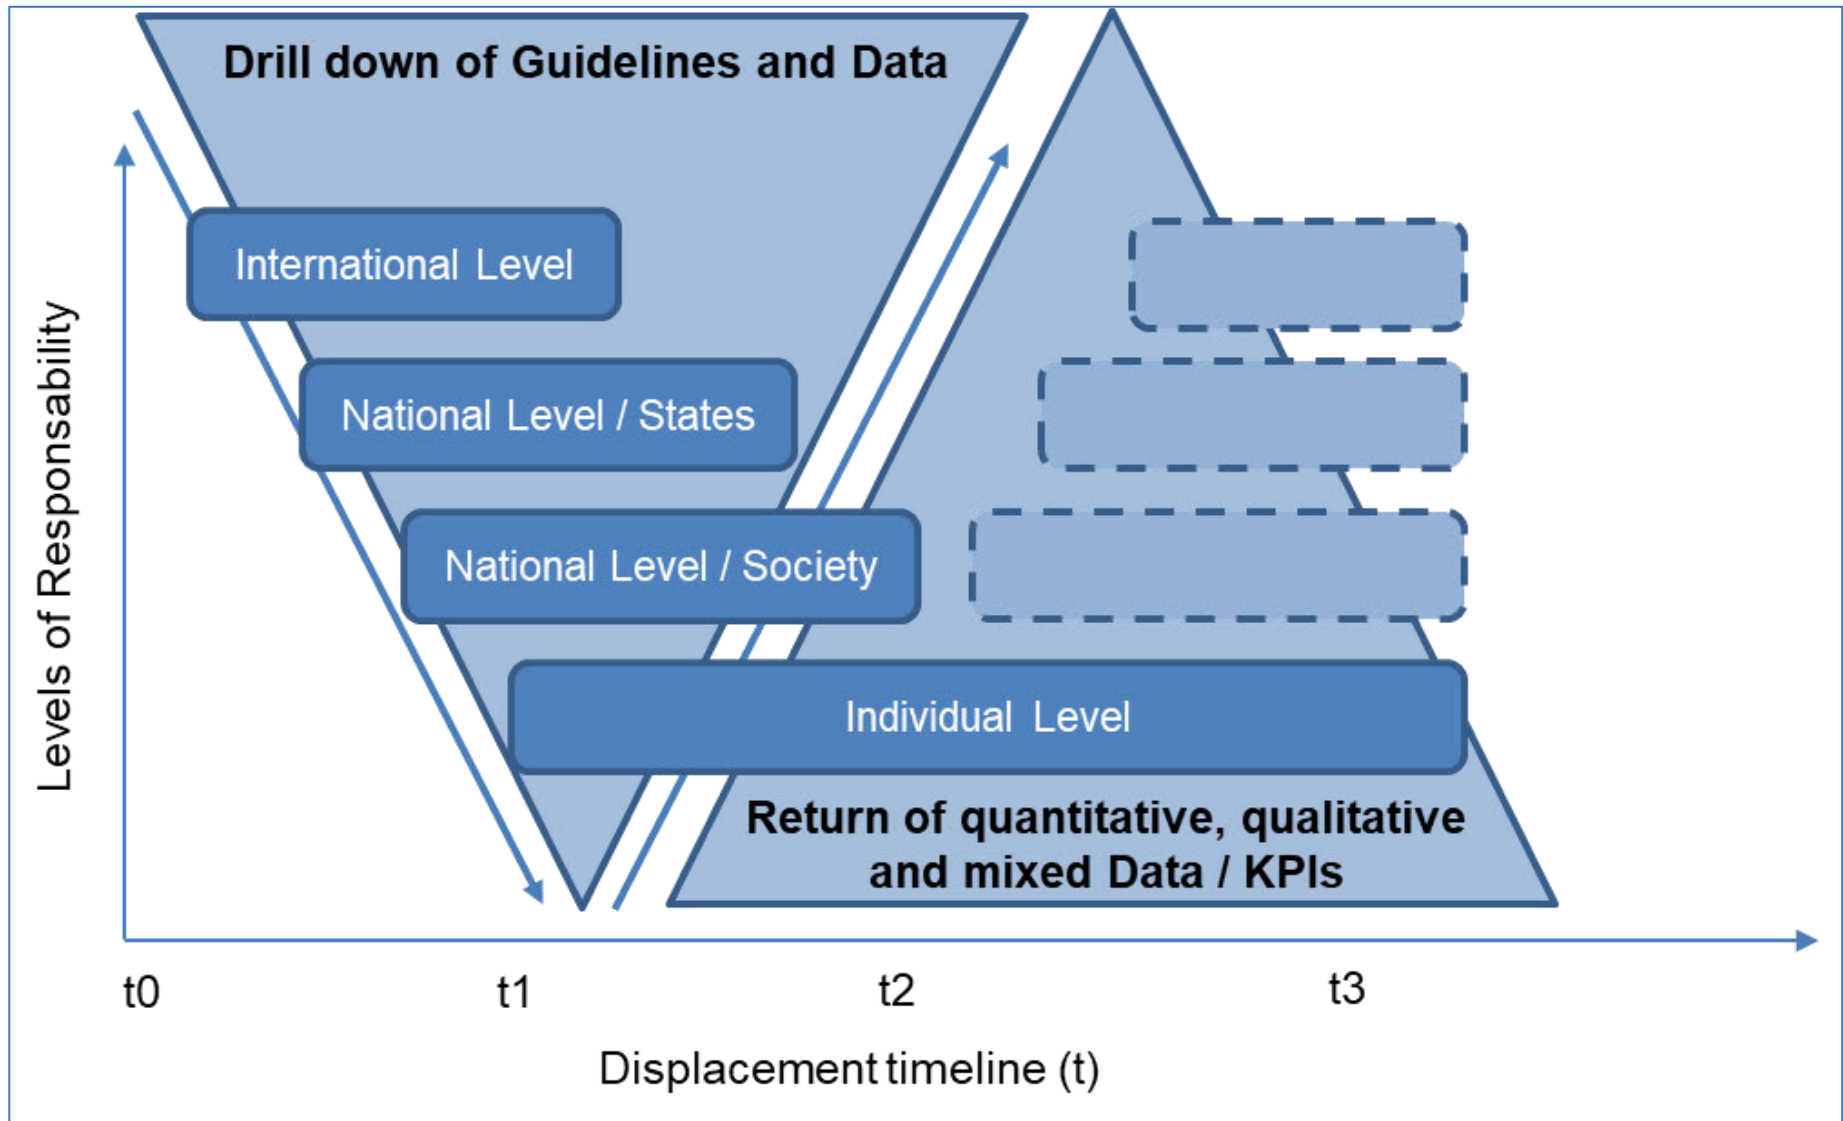 Drill down of Guidelines and Data
International Level
National Level / States
National Level / Society
Individual Level
Return of quantitative, qualitative
and mixed Data / KPIs
Levels of Responsability
t0
t1
t2
t3
Displacement timeline (t)